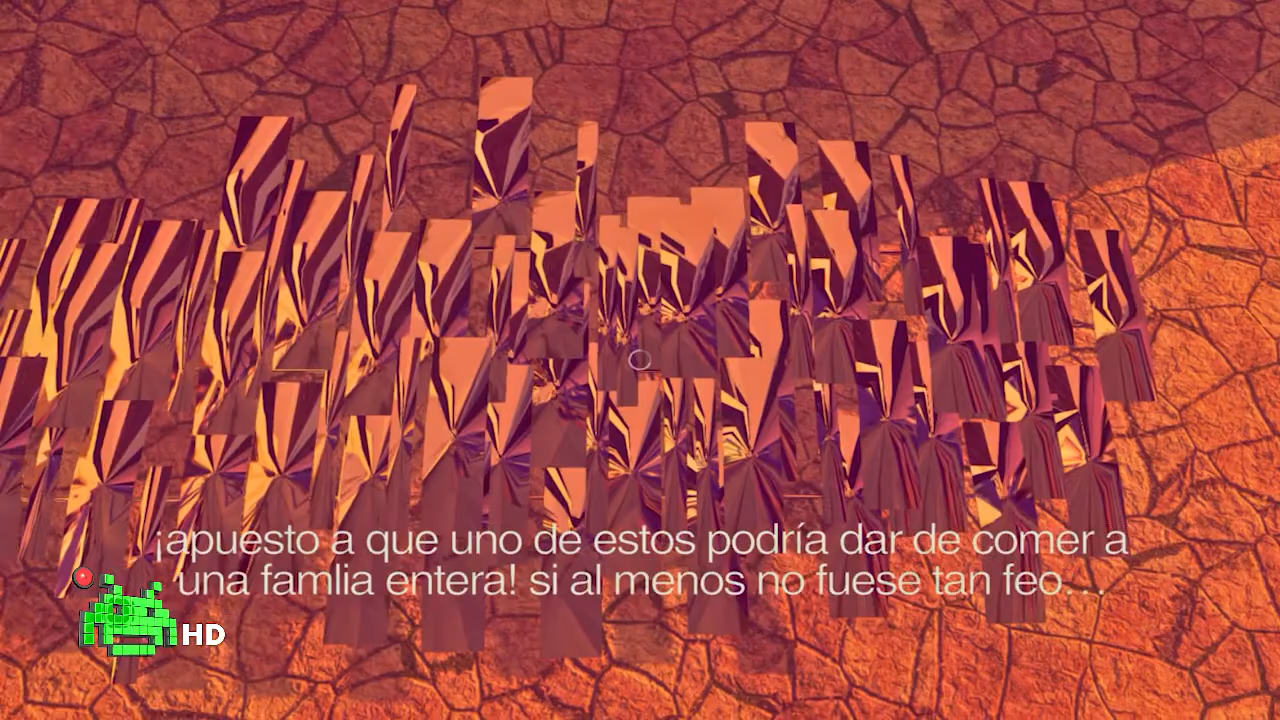 ¡apuesto a que uno de estos podría dar de comer a
una famlia entera! si al menos no fuese tan feo...
HD